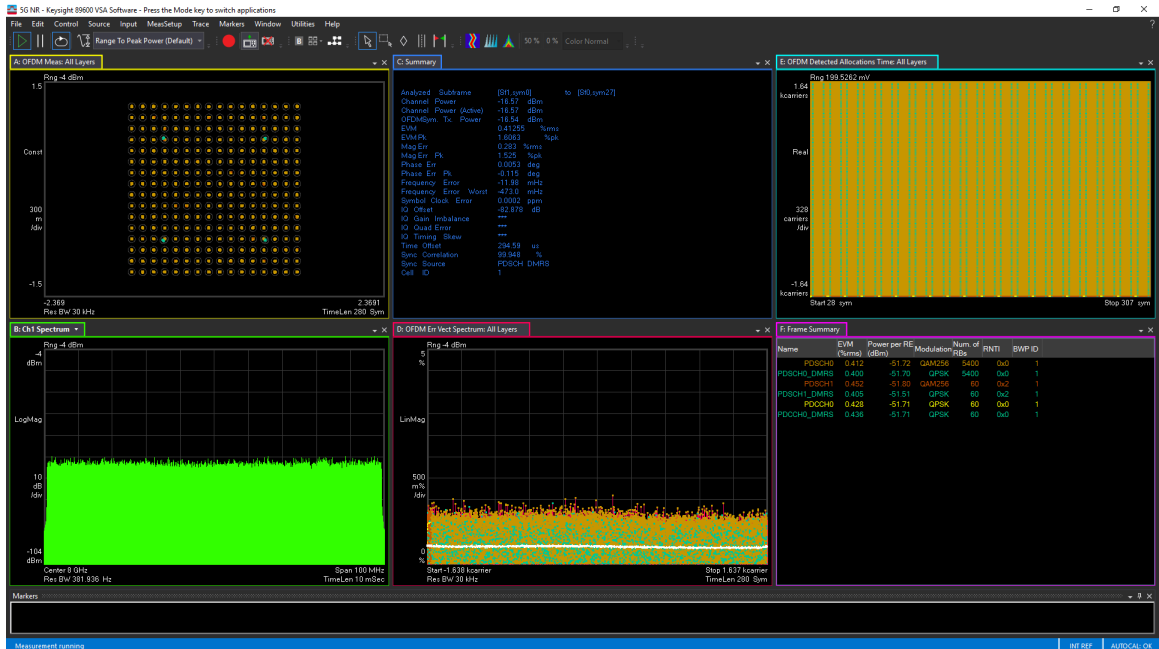 5G NR - Keysight 89600 VSA Software - Press the Mode key to switch applications
File Edit Control Source Input MeasSetup Trace Markers Window Utilities Help
Range To Peak Power (Default) 50 % 0 % Color Normal
A: OFDM Meas: All Layers
Rng -4 dBm
1.5
Const
300
m
/div
-1.5
-2.369 2.3691
Res BW 30 kHz TimeLen 280 Sym
C: Summary
Analyzed Subframe [Sf1,sym0] to [Sf0,sym27]
Channel Power -16.57 dBm
Channel Power (Active) -16.57 dBm
OFDMSym. Tx. Power -16.54 dBm
EVM 0.41255 %rms
EVM Pk 1.6063 %pk
Mag Err 0.283 %rms
Mag Err Pk 1.525 %pk
Phase Err 0.0053 deg
Phase Err Pk -0.115 deg
Frequency Error -11.98 mHz
Frequency Error Worst -473.0 mHz
Symbol Clock Error 0.0002 ppm
IQ Offset -82.878 dB
IQ Gain Imbalance ***
IQ Quad Error ***
IQ Timing Skew ***
Time Offset 294.59 us
Sync Correlation 99.948 %
Sync Source PDSCH DMRS
Cell ID 1
E: OFDM Detected Allocations Time: All Layers
Rng 199.5262 mV
1.64
kcarriers
Real
328
carriers
/div
-1.64
kcarriers
Start 28 sym Stop 307 sym
B: Ch1 Spectrum
Rng -4 dBm
-4
dBm
LogMag
10
dB
/div
-104
dBm
Center 8 GHz Span 100 MHz
Res BW 381.936 Hz TimeLen 10 mSec
D: OFDM Err Vect Spectrum: All Layers
Rng -4 dBm
5
%
LinMag
500
m%
/div
0
%
Start -1.638 kcarrier Stop 1.637 kcarrier
Res BW 30 kHz TimeLen 280 Sym
F: Frame Summary
Name EVM (%rms) Power per RE (dBm) Modulation Num. of RBs RNTI BWP ID
PDSCH0 0.412 -51.72 QAM256 5400 0x0 1
PDSCH0_DMRS 0.400 -51.70 QPSK 5400 0x0 1
PDSCH1 0.452 -51.80 QAM256 60 0x2 1
PDSCH1_DMRS 0.405 -51.51 QPSK 60 0x2 1
PDCCH0 0.428 -51.71 QPSK 60 0x0 1
PDCCH0_DMRS 0.436 -51.71 QPSK 60 0x0 1
Markers
Measurement running INT REF AUTOCAL: OK